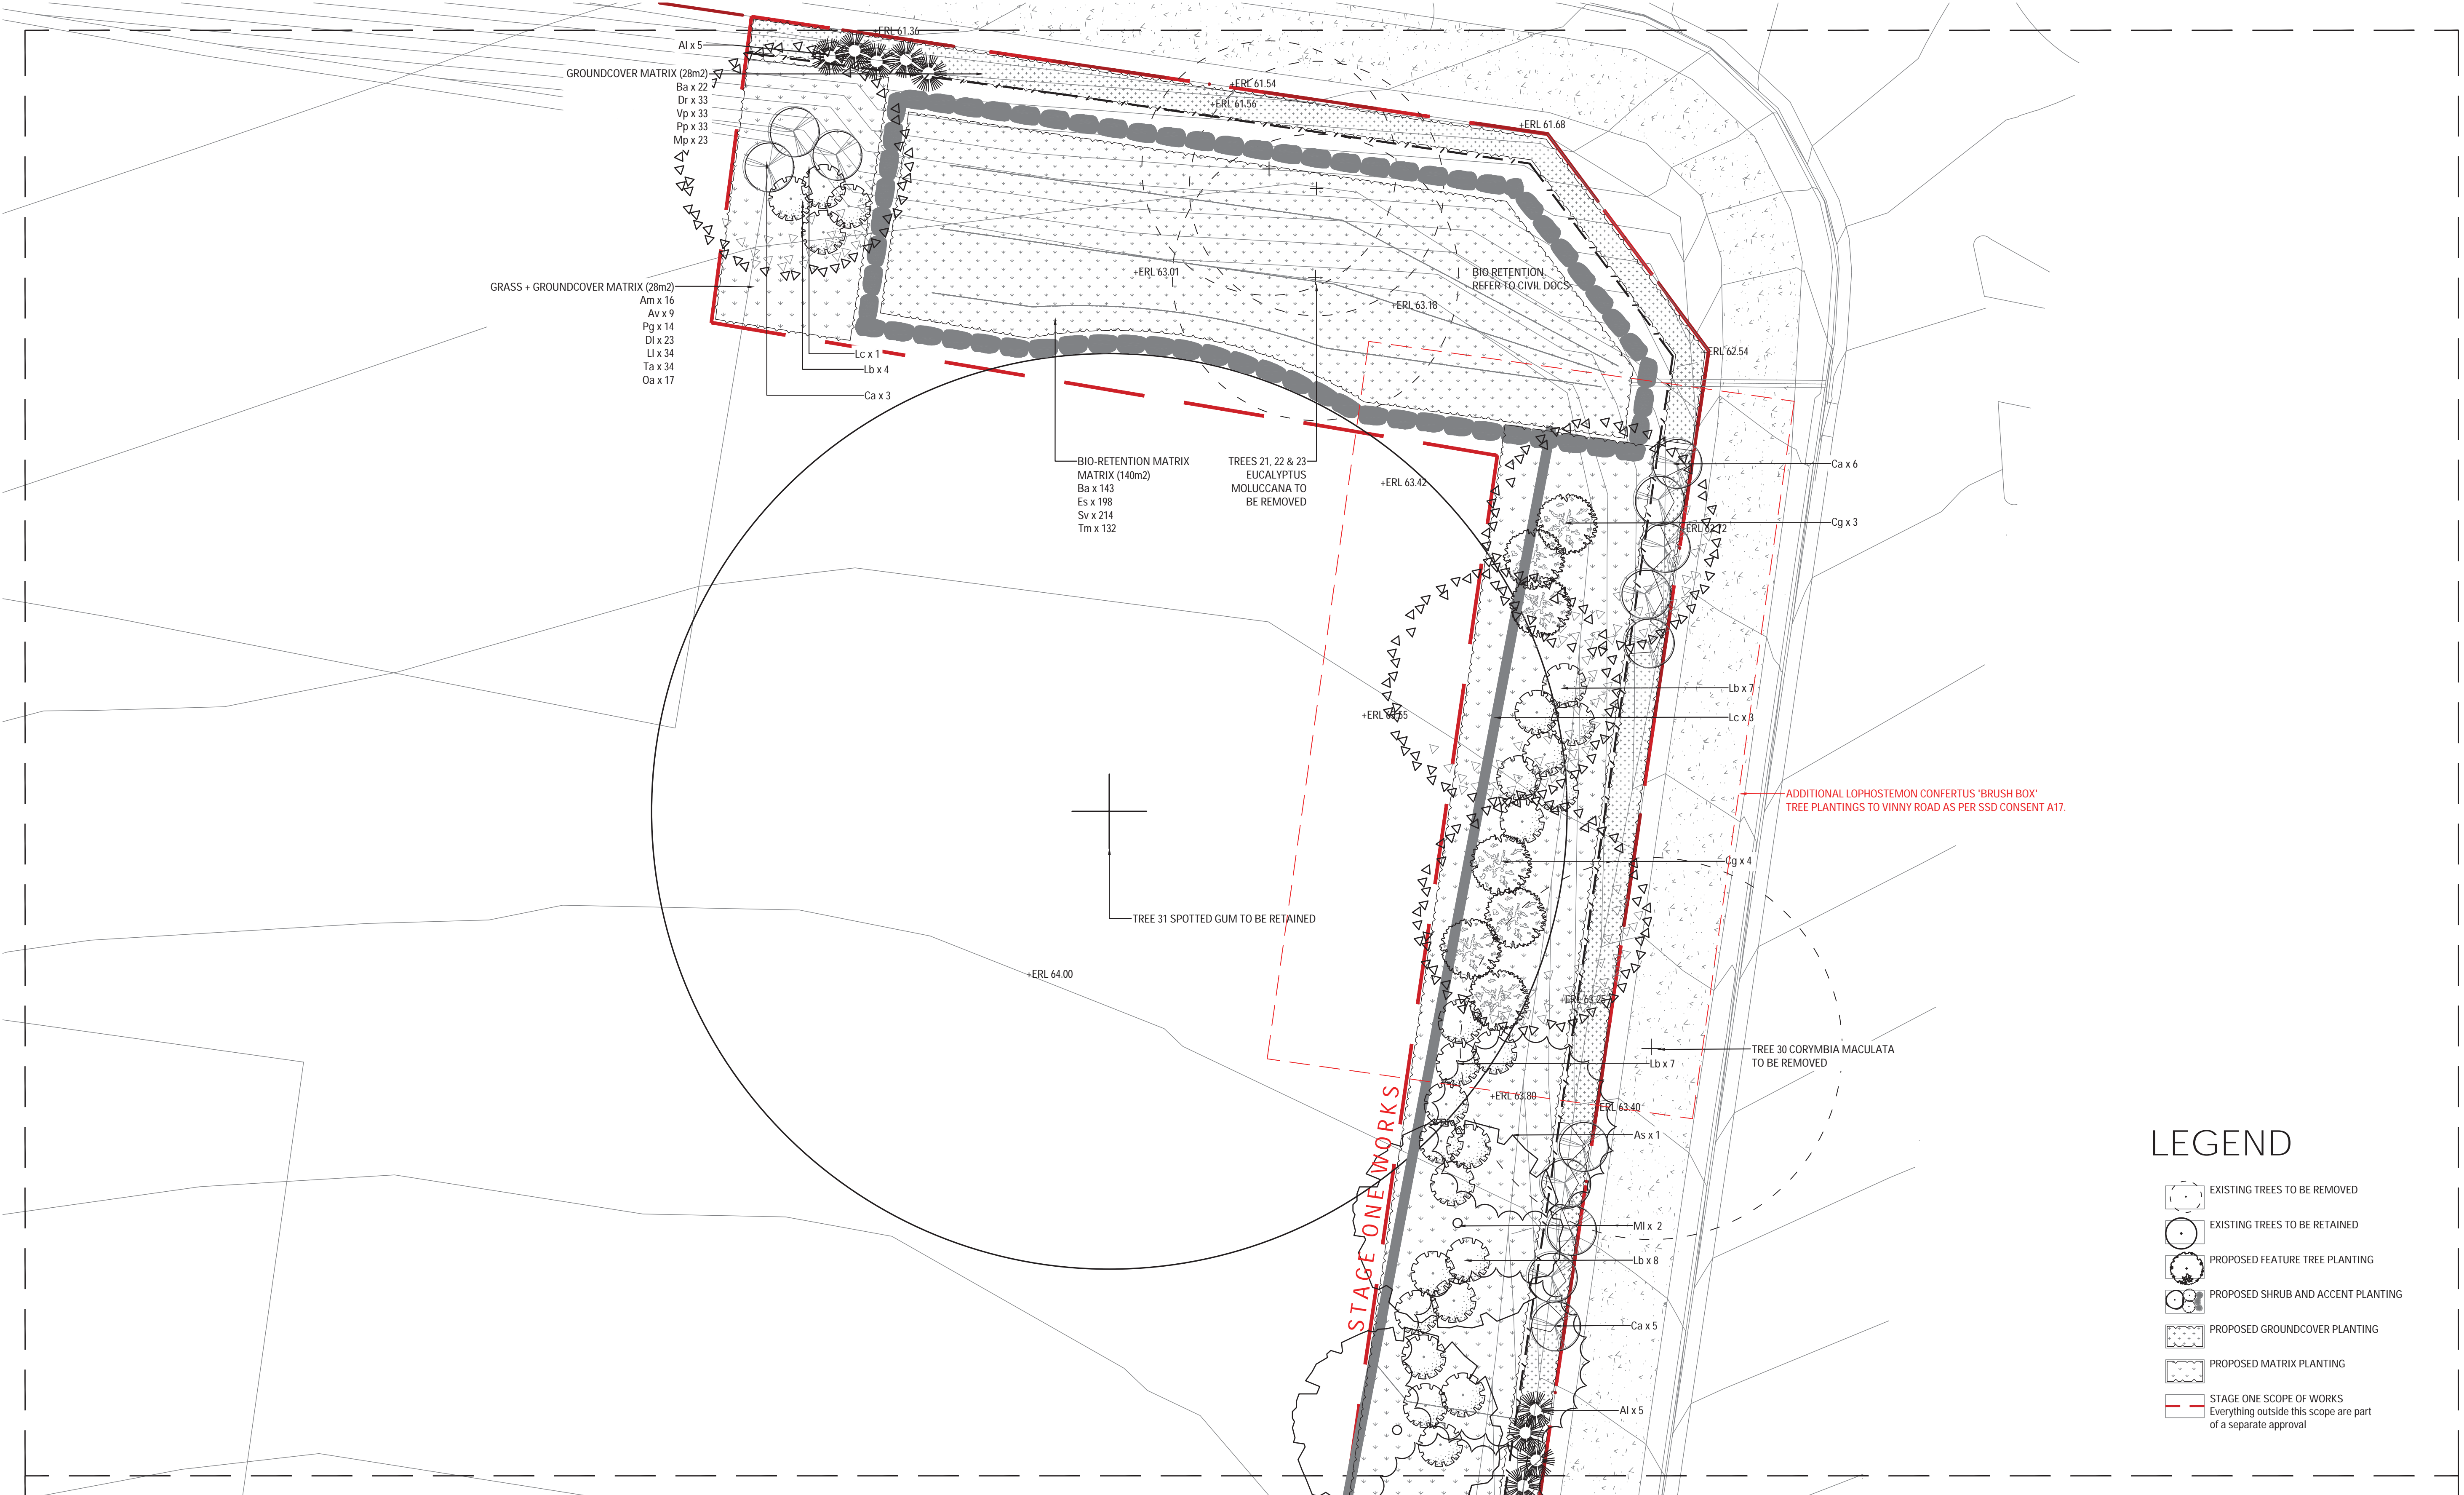 +ERL 61.36
Al x 5
GROUNDCOVER MATRIX (28m2)
Ba x 22
Dr x 33
Vp x 33
Pp x 33
Mp x 23
+ERL 61.54
+ERL 61.56
+ERL 61.68
+ERL 63.01
BIO RETENTION
REFER TO CIVIL DOCS
+ERL 63.18
GRASS + GROUNDCOVER MATRIX (28m2)
Am x 16
Av x 9
Pg x 14
Dl x 23
Ll x 34
Ta x 34
Oa x 17
Lc x 1
Lb x 4
Ca x 3
ERL 62.54
BIO-RETENTION MATRIX
MATRIX (140m2)
Ba x 143
Es x 198
Sv x 214
Tm x 132
TREES 21, 22 & 23
EUCALYPTUS
MOLUCCANA TO
BE REMOVED
+ERL 63.42
Ca x 6
Cg x 3
+ERL
Lb x 7
Lc x 3
+ERL
ADDITIONAL LOPHOSTEMON CONFERTUS 'BRUSH BOX'
TREE PLANTINGS TO VINNY ROAD AS PER SSD CONSENT A17.
Cg x 4
TREE 31 SPOTTED GUM TO BE RETAINED
+ERL 64.00
+ERL 63.25
TREE 30 CORYMBIA MACULATA
TO BE REMOVED
Lb x 7
+ERL 63.80
ERL 63.40
As x 1
STAGE ONE WORKS
Ml x 2
Lb x 8
Ca x 5
Al x 5
LEGEND
EXISTING TREES TO BE REMOVED
EXISTING TREES TO BE RETAINED
PROPOSED FEATURE TREE PLANTING
PROPOSED SHRUB AND ACCENT PLANTING
PROPOSED GROUNDCOVER PLANTING
PROPOSED MATRIX PLANTING
STAGE ONE SCOPE OF WORKS
Everything outside this scope are part
of a separate approval